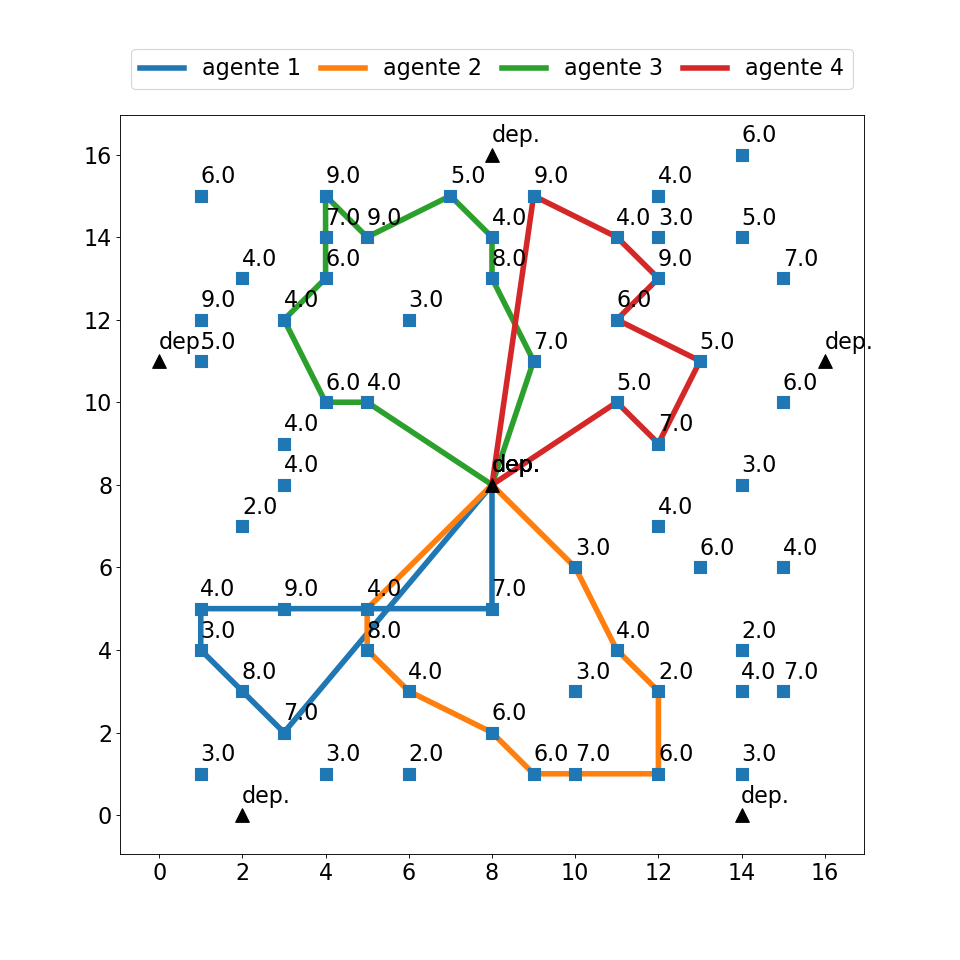 agente 1 agente 2 agente 3 agente 4
dep. 6.0
16
6.0 9.0 5.0 9.0 4.0
7.0 9.0 4.0 4.0 3.0 5.0
14
4.0 6.0 8.0 9.0 7.0
9.0 4.0 3.0 6.0
12
dep. 5.0 7.0 5.0 dep.
6.0 4.0 5.0 6.0
10
4.0 7.0
4.0 dep. dep. 3.0
8
2.0 4.0
3.0 6.0 4.0
6
4.0 9.0 4.0 7.0
3.0 8.0 4.0 2.0
4
8.0 4.0 3.0 2.0 4.0 7.0
7.0 6.0
2
3.0 3.0 2.0 6.0 7.0 6.0 3.0
dep. dep.
0
0 2 4 6 8 10 12 14 16